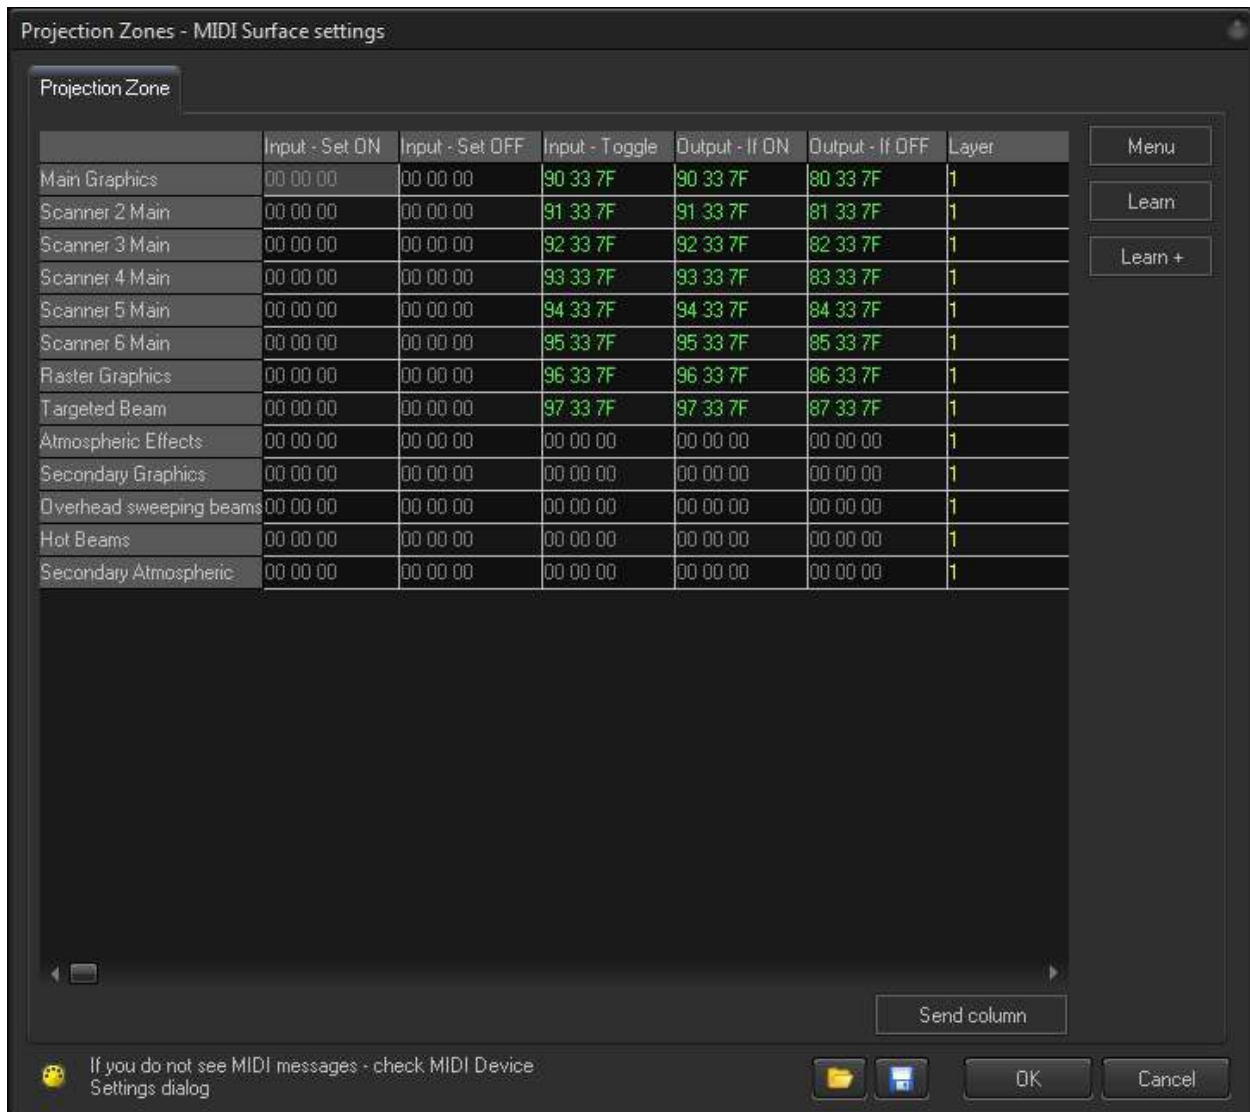 Projection Zones - MIDI Surface settings
Projection Zone
Input - Set ON Input - Set OFF Input - Toggle Output - If ON Output - If OFF Layer
Main Graphics 00 00 00 00 00 00 90 33 7F 90 33 7F 80 33 7F 1
Scanner 2 Main 00 00 00 00 00 00 91 33 7F 91 33 7F 81 33 7F 1
Scanner 3 Main 00 00 00 00 00 00 92 33 7F 92 33 7F 82 33 7F 1
Scanner 4 Main 00 00 00 00 00 00 93 33 7F 93 33 7F 83 33 7F 1
Scanner 5 Main 00 00 00 00 00 00 94 33 7F 94 33 7F 84 33 7F 1
Scanner 6 Main 00 00 00 00 00 00 95 33 7F 95 33 7F 85 33 7F 1
Raster Graphics 00 00 00 00 00 00 96 33 7F 96 33 7F 86 33 7F 1
Targeted Beam 00 00 00 00 00 00 97 33 7F 97 33 7F 87 33 7F 1
Atmospheric Effects 00 00 00 00 00 00 00 00 00 00 00 00 00 00 00 1
Secondary Graphics 00 00 00 00 00 00 00 00 00 00 00 00 00 00 00 1
Overhead sweeping beams 00 00 00 00 00 00 00 00 00 00 00 00 00 00 00 1
Hot Beams 00 00 00 00 00 00 00 00 00 00 00 00 00 00 00 1
Secondary Atmospheric 00 00 00 00 00 00 00 00 00 00 00 00 00 00 00 1
Menu
Learn
Learn +
Send column
If you do not see MIDI messages - check MIDI Device
Settings dialog
OK
Cancel